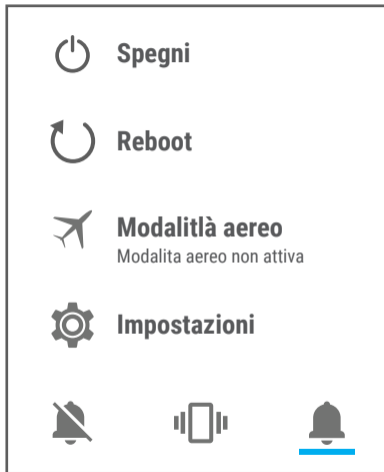 Spegni
Reboot
Modalitlà aereo
Modalita aereo non attiva
Impostazioni